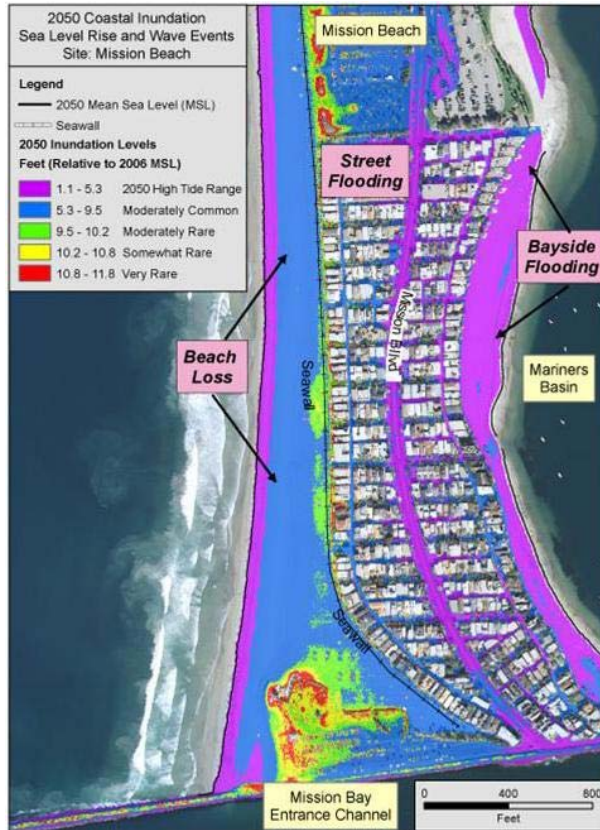 2050 Coastal Inundation
Sea Level Rise and Wave Events
Site: Mission Beach
Legend
2050 Mean Sea Level (MSL)
Seawall
2050 Inundation Levels
Feet (Relative to 2006 MSL)
1.1 - 5.3 2050 High Tide Range
5.3 - 9.5 Moderately Common
9.5 - 10.2 Moderately Rare
10.2 - 10.8 Somewhat Rare
10.8 - 11.8 Very Rare
Mission Beach
Street
Flooding
Bayside
Flooding
Mission Bllvd
Beach
Loss
Seawall
Mariners
Basin
Seawall
Mission Bay
Entrance Channel
0 400 800
Feet